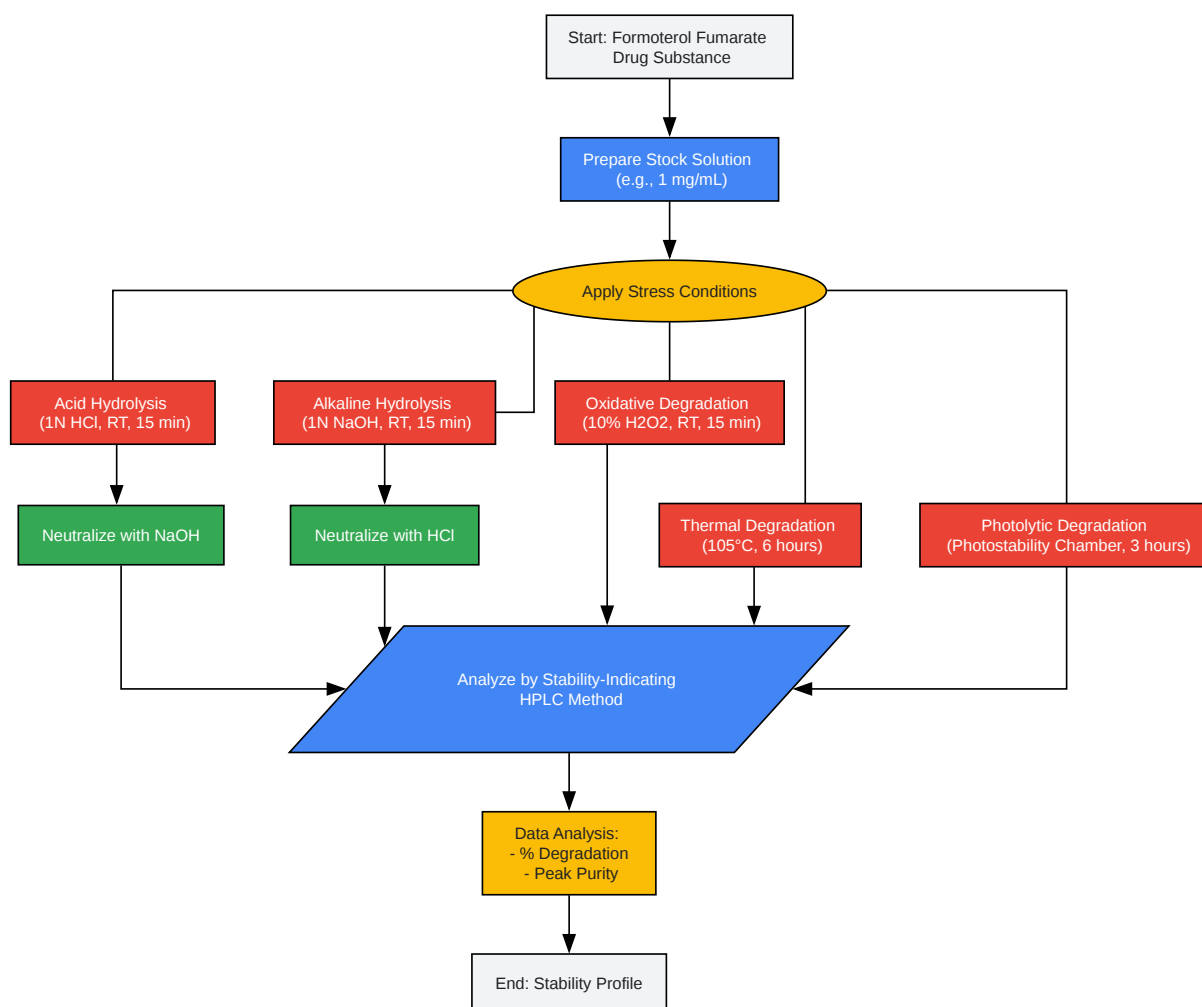 Start: Formoterol Fumarate
Drug Substance
Prepare Stock Solution
(e.g., 1 mg/mL)
Apply Stress Conditions
Acid Hydrolysis
(1N HCl, RT, 15 min)
Alkaline Hydrolysis
(1N NaOH, RT, 15 min)
Oxidative Degradation
(10% H2O2, RT, 15 min)
Neutralize with NaOH
Neutralize with HCl
Thermal Degradation
(105°C, 6 hours)
Photolytic Degradation
(Photostability Chamber, 3 hours)
Analyze by Stability-Indicating
HPLC Method
Data Analysis:
- % Degradation
- Peak Purity
End: Stability Profile